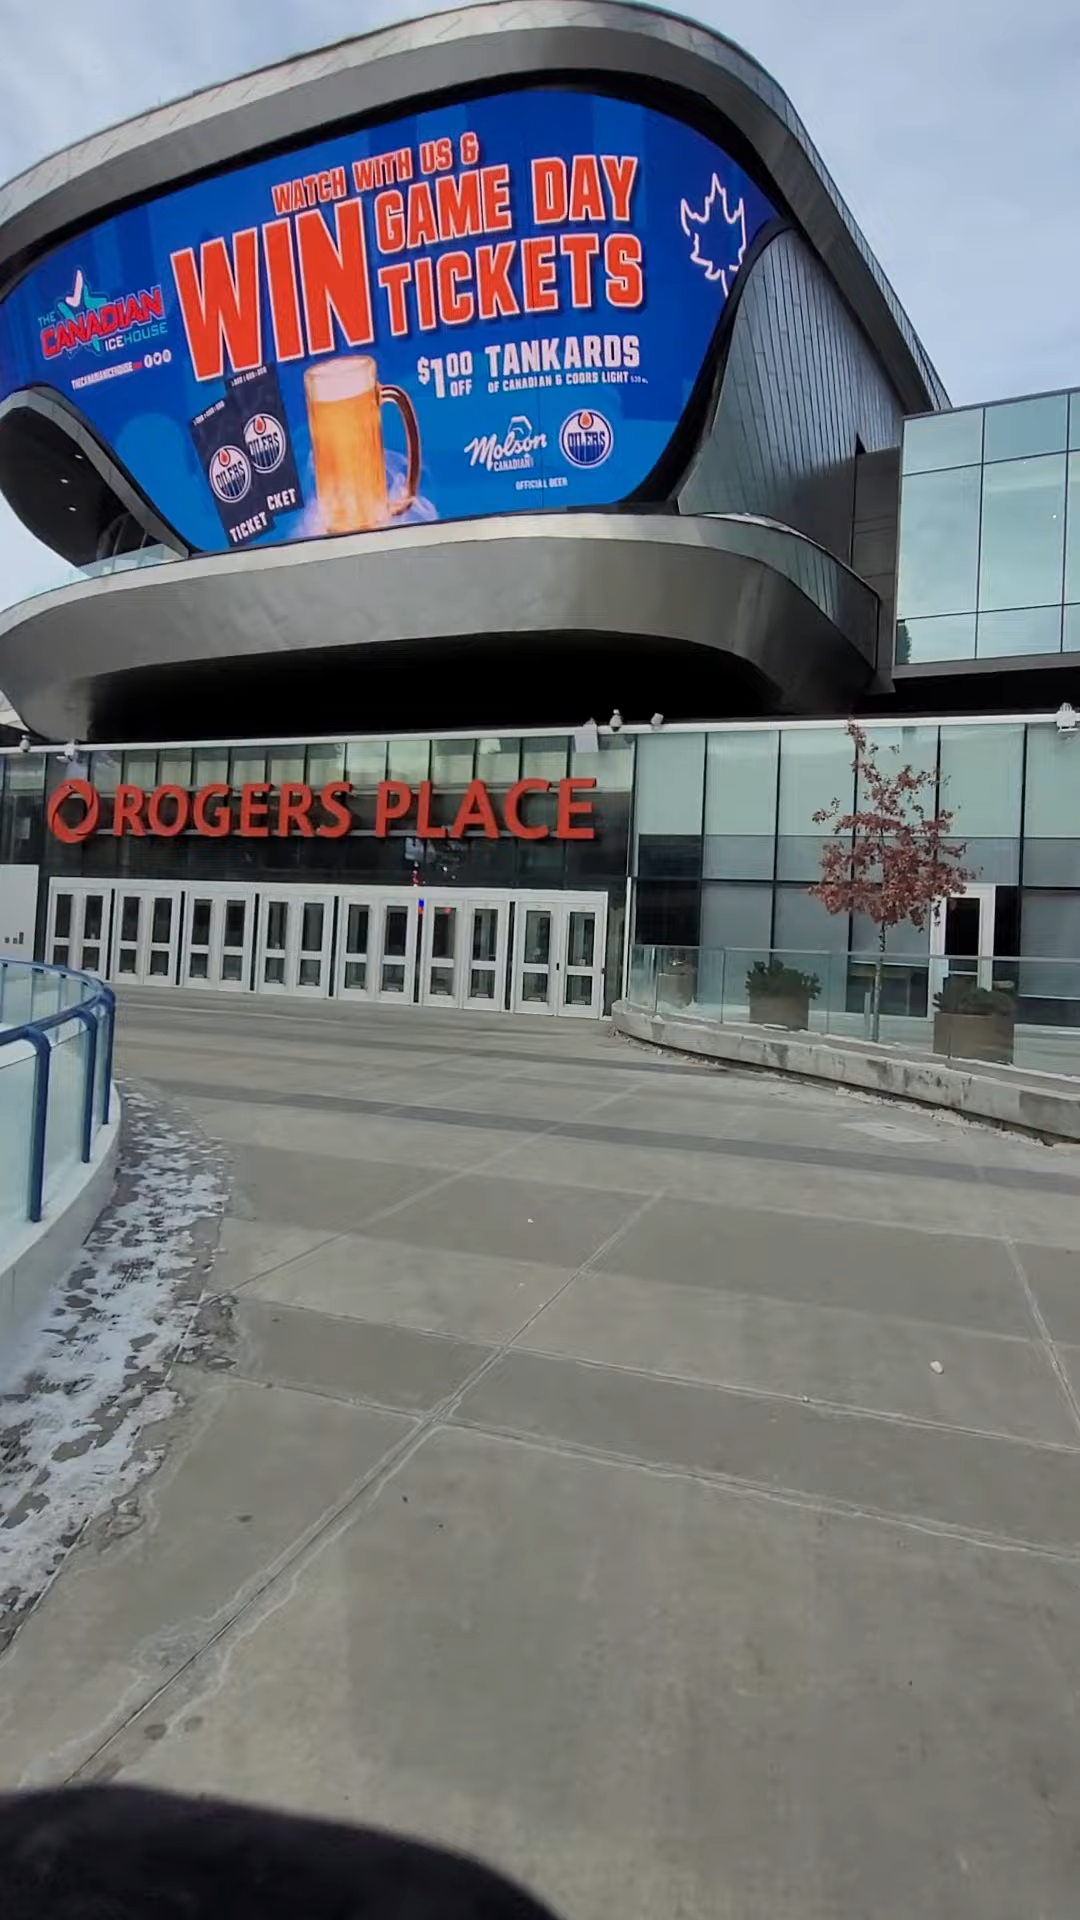 WATCH WITH US &
WIN GAME DAY
TICKETS
THE
CANADIAN
ICEHOUSE
$1.00 OFF TANKARDS
OF CANADIAN & COORS LIGHT
OILERS
OILERS
TICKET
CKET
Molson
CANADIAN
OILERS
OFFICIAL BEER
ROGERS PLACE